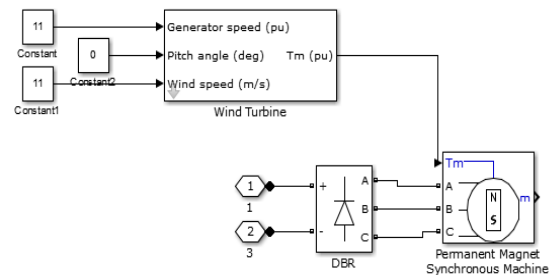 11
Constant
0
Constant2
11
Constant1
Generator speed (pu)
Pitch angle (deg)
Tm (pu)
Wind speed (m/s)
Wind Turbine
1
1
2
3
+
-
A
B
C
DBR
Tm
A
B
C
N
S
m
Permanent Magnet
Synchronous Machine